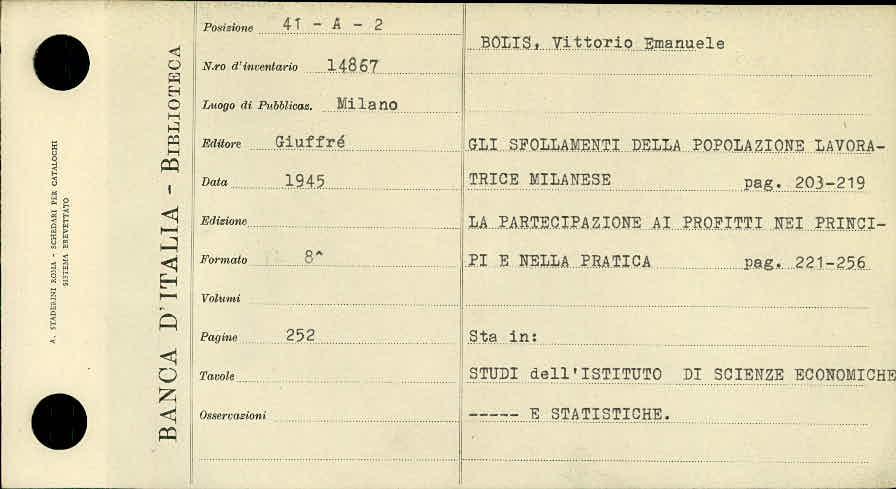 A. STADERINI ROMA - SCHEDARI PER CATALOGHI
SISTEMA BREVETTATO
BANCA D'ITALIA - BIBLIOTECA
Posizione 41 - A - 2
N.ro d'inventario 14867
Luogo di Pubblicaz. Milano
Editore Giuffré
Data 1945
Edizione
Formato 8^
Volumi
Pagine 252
Tavole
Osservazioni
BOLIS, Vittorio Emanuele
GLI SFOLLAMENTI DELLA POPOLAZIONE LAVORA-
TRICE MILANESE pag. 203-219
LA PARTECIPAZIONE AI PROFITTI NEI PRINCI-
PI E NELLA PRATICA pag. 221-256
Sta in:
STUDI dell'ISTITUTO DI SCIENZE ECONOMICHE
----- E STATISTICHE.